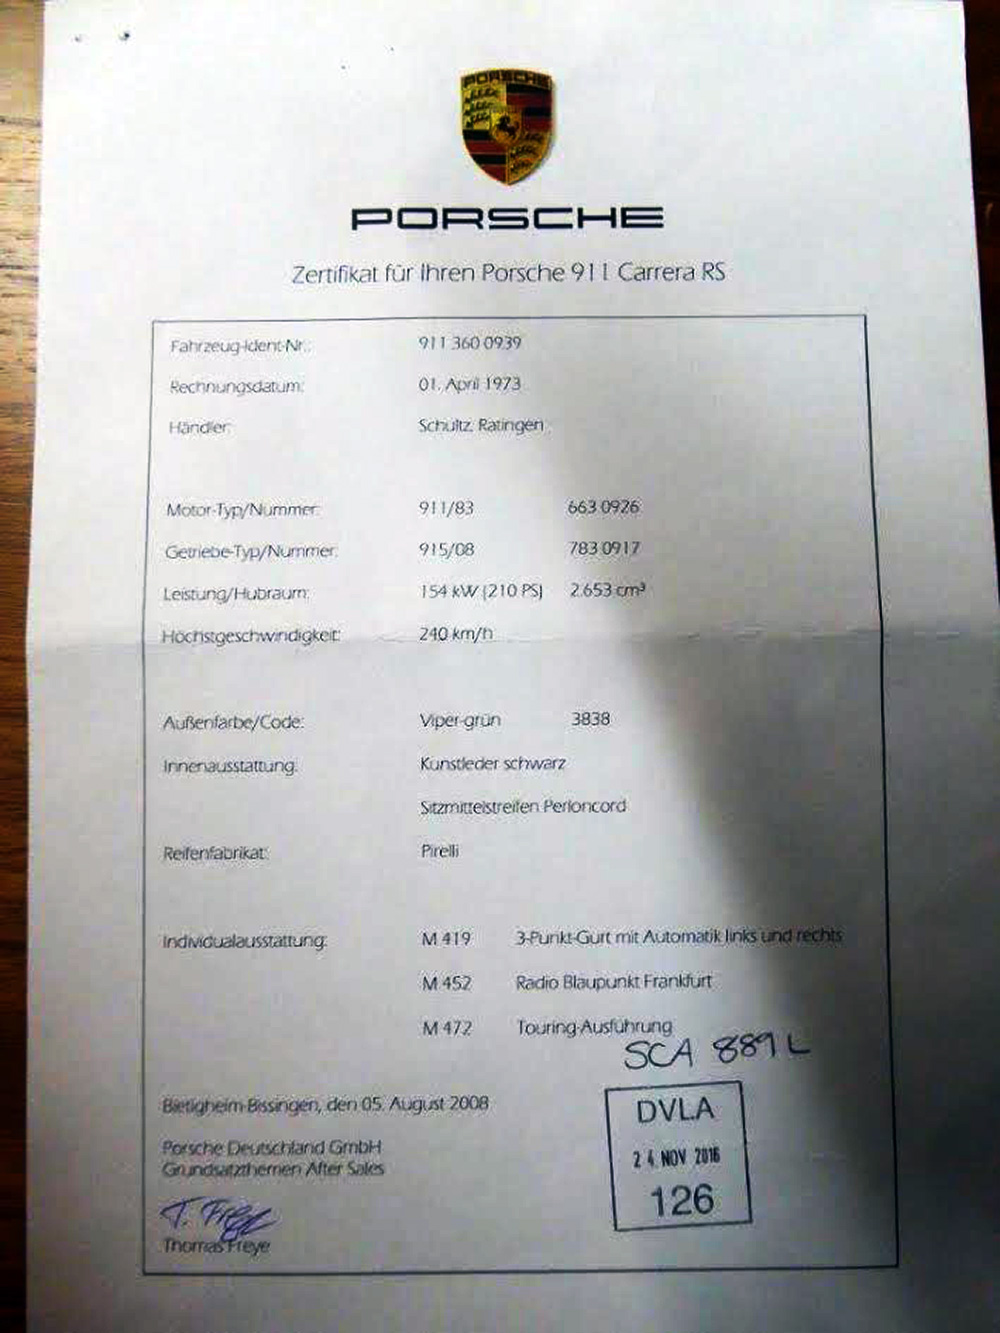 PORSCHE
PORSCHE
Zertifikat für Ihren Porsche 911 Carrera RS
Fahrzeug-Ident-Nr.: 911 360 0939
Rechnungsdatum: 01. April 1973
Händler: Schultz, Ratingen
Motor-Typ/Nummer: 911/83 663 0926
Getriebe-Typ/Nummer: 915/08 783 0917
Leistung/Hubraum: 154 kW (210 PS) 2.653 cm³
Höchstgeschwindigkeit: 240 km/h
Außenfarbe/Code: Viper-grün 3838
Innenausstattung: Kunstleder schwarz
Sitzmittelstreifen Perloncord
Reifenfabrikat: Pirelli
Individualausstattung: M 419 3-Punkt-Gurt mit Automatik links und rechts
M 452 Radio Blaupunkt Frankfurt
M 472 Touring-Ausführung
SCA 889 L
Bietigheim-Bissingen, den 05. August 2008
DVLA
24 NOV 2016
126
Porsche Deutschland GmbH
Grundsatzthemen After Sales
T. Freye
Thomas Freye